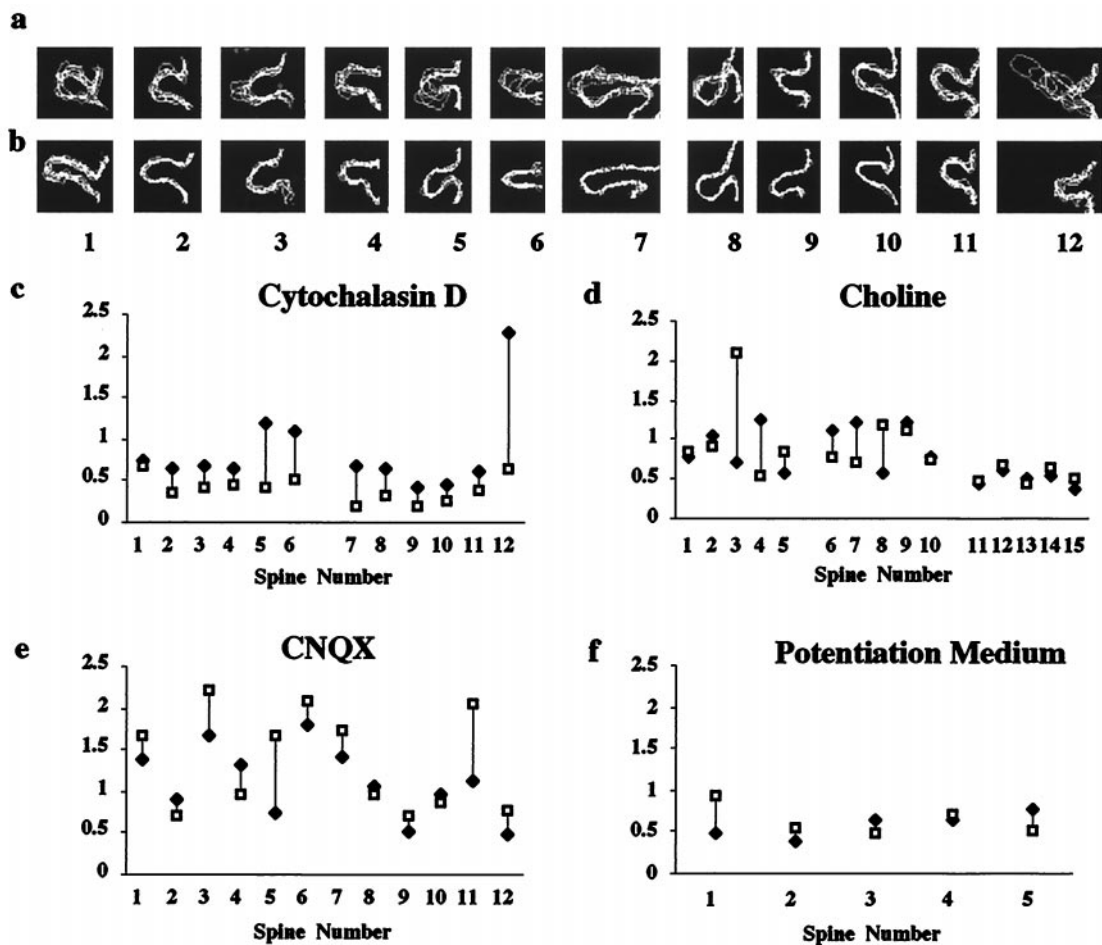 a
b
1 2 3 4 5 6 7 8 9 10 11 12
c Cytochalasin D
2.5
2
1.5
1
0.5
0
1 2 3 4 5 6 7 8 9 10 11 12
Spine Number
d Choline
2.5
2
1.5
1
0.5
0
1 2 3 4 5 6 7 8 9 10 11 12 13 14 15
Spine Number
e CNQX
2.5
2
1.5
1
0.5
0
1 2 3 4 5 6 7 8 9 10 11 12
Spine Number
f Potentiation Medium
2.5
2
1.5
1
0.5
0
1 2 3 4 5
Spine Number